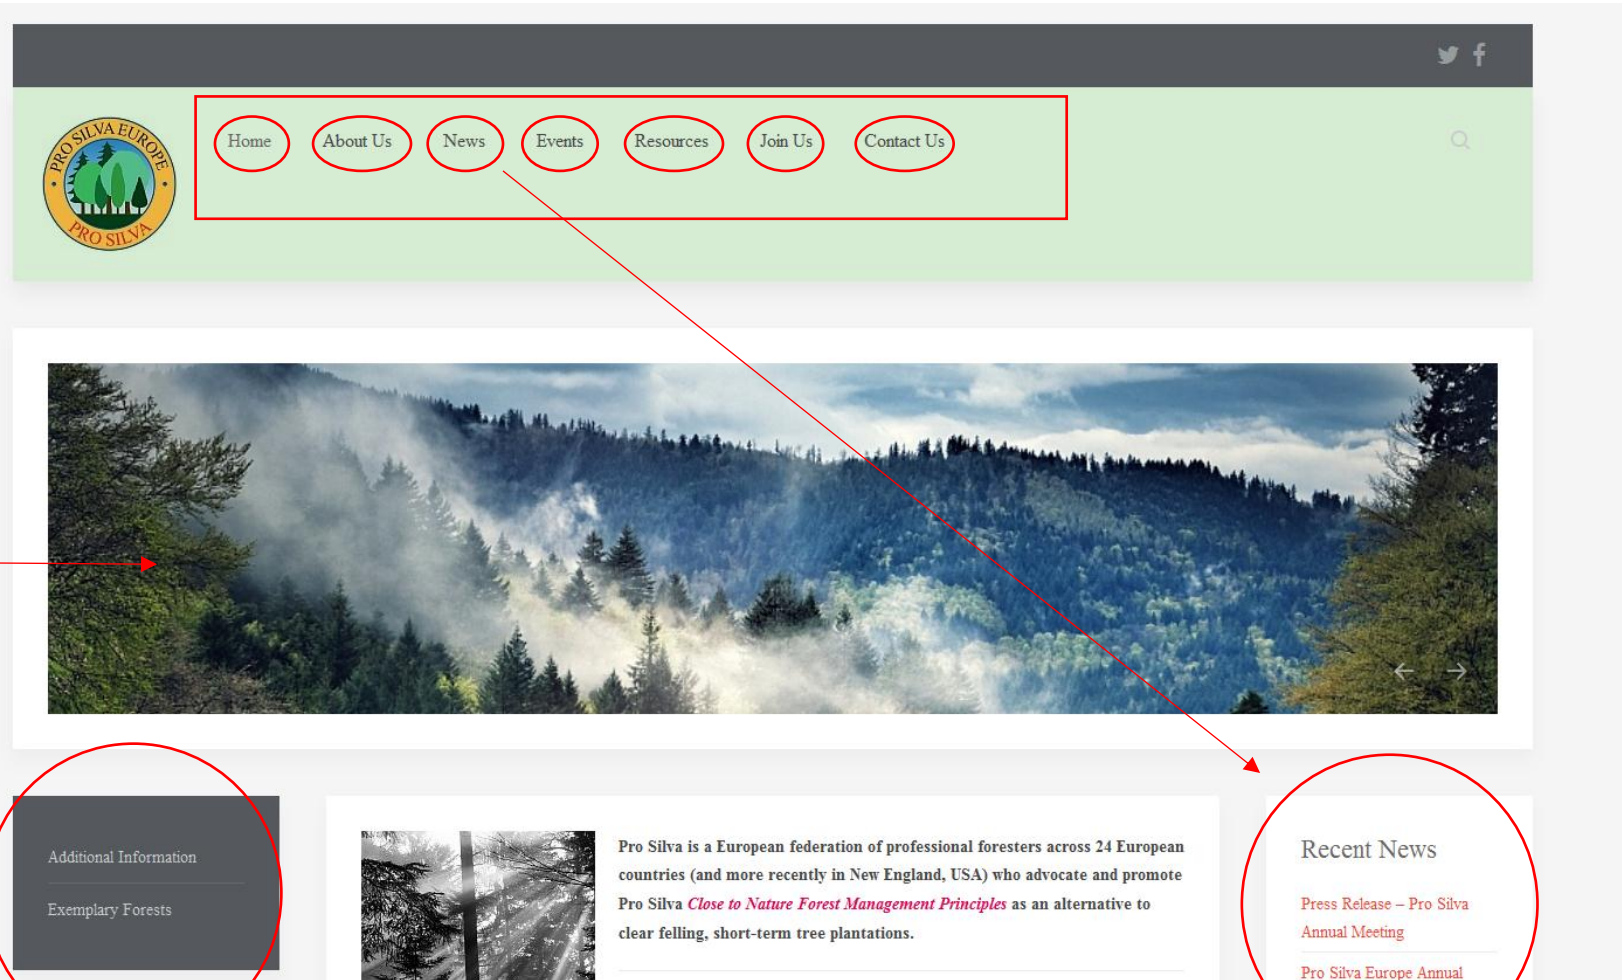 PRO SILVA EUROPE
PRO SILVA
Home About Us News Events Resources Join Us Contact Us
Additional Information
Exemplary Forests
Pro Silva is a European federation of professional foresters across 24 European
countries (and more recently in New England, USA) who advocate and promote
Pro Silva Close to Nature Forest Management Principles as an alternative to
clear felling, short-term tree plantations.
Recent News
Press Release – Pro Silva
Annual Meeting
Pro Silva Europe Annual